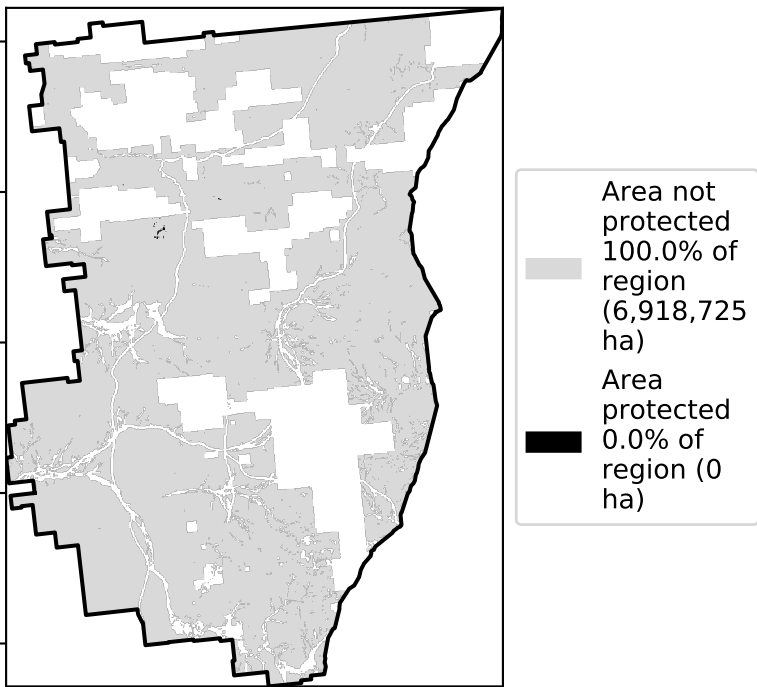 Area not
protected
100.0% of
region
(6,918,725
ha)
Area
protected
0.0% of
region (0
ha)